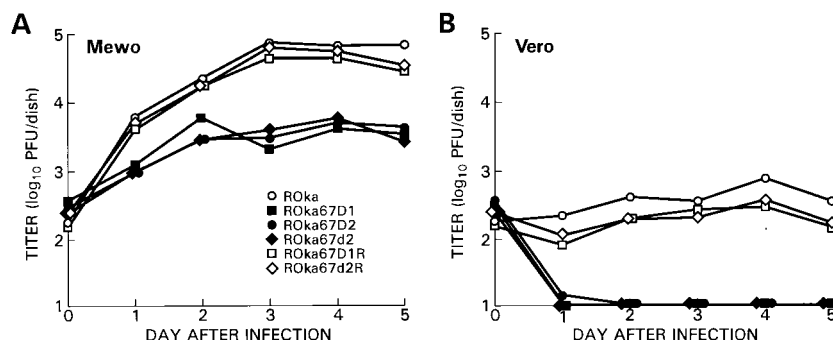 A
Mewo
TITER (log10 PFU/dish)
5
4
3
2
1
0
1
2
3
4
5
DAY AFTER INFECTION
ROka
ROka67D1
ROka67D2
ROka67d2
ROka67D1R
ROka67d2R
B
Vero
TITER (log10 PFU/dish)
5
4
3
2
1
0
1
2
3
4
5
DAY AFTER INFECTION